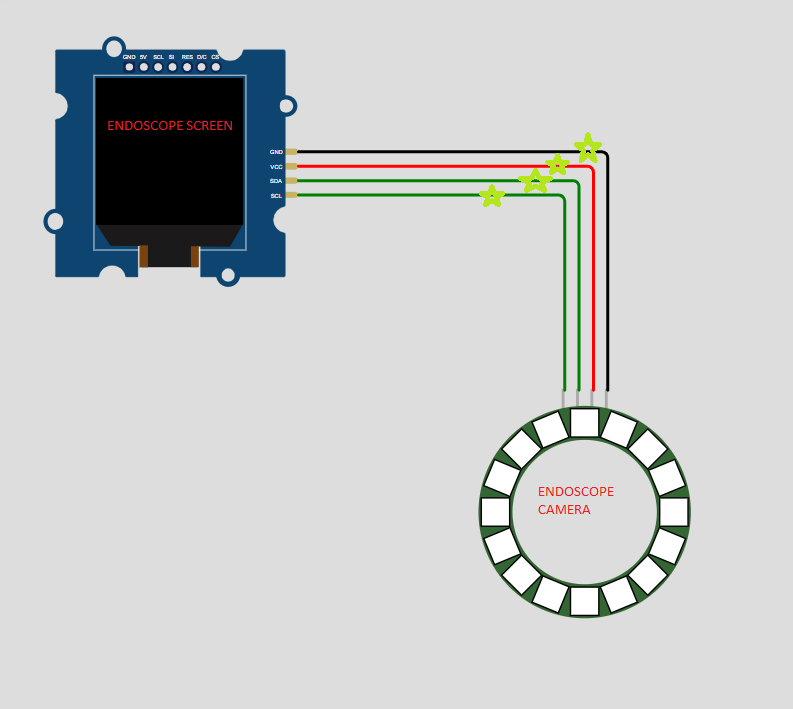 GND 5V SCL SI RES D/C CS
ENDOSCOPE SCREEN
GND
VCC
SDA
SCL
ENDOSCOPE
CAMERA